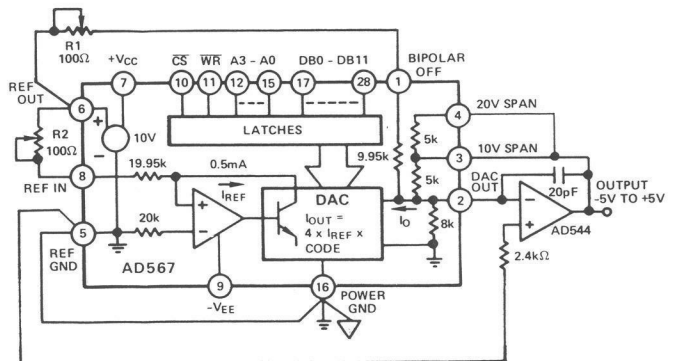 R1
100Ω
+VCC
CS
WR
A3 - A0
DB0 - DB11
BIPOLAR
OFF
REF
OUT
7
10
11
12
15
17
28
1
6
4
20V SPAN
R2
100Ω
+
10V
-
LATCHES
5k
3
10V SPAN
9.95k
8
REF IN
19.95k
0.5mA
5k
DAC
OUT
20pF
OUTPUT
-5V TO +5V
IREF
DAC
2
IOUT =
4 x IREF x
CODE
IO
8k
+
-
-
+
AD544
5
20k
REF
GND
AD567
2.4kΩ
9
16
-VEE
POWER
GND